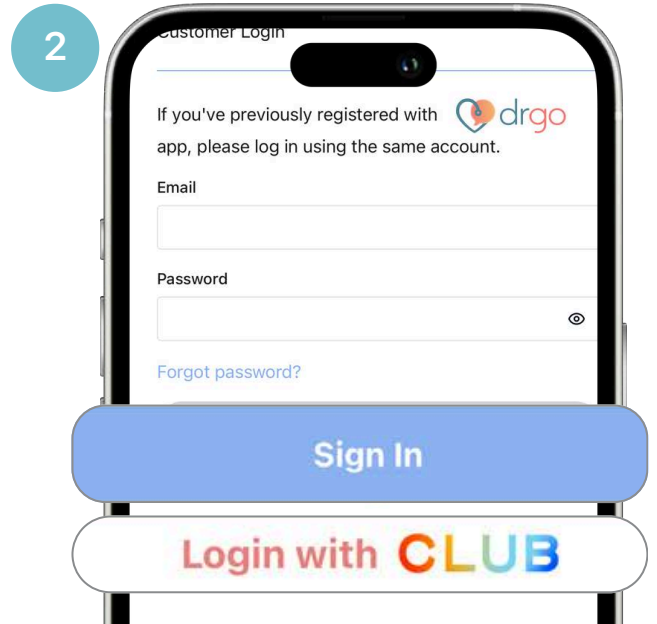 2
Customer Login
If you've previously registered with drgo
app, please log in using the same account.
Email
Password
Forgot password?
Sign In
Login with CLUB